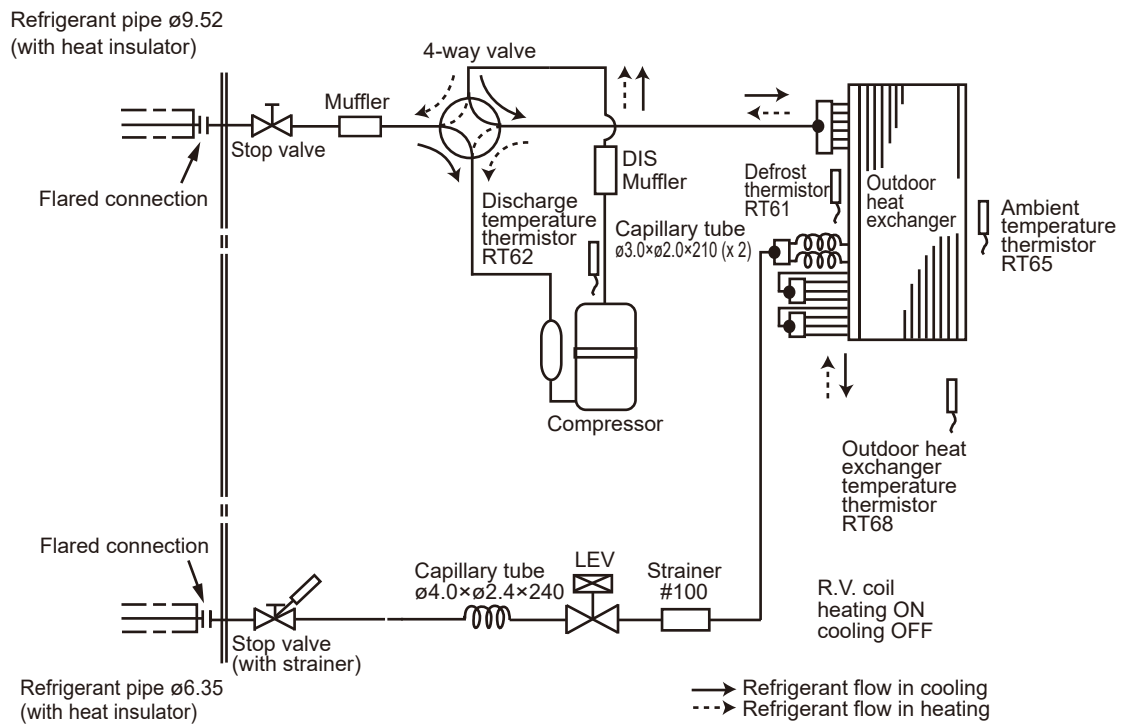 Refrigerant pipe ø9.52
(with heat insulator)
4-way valve
Muffler
Stop valve
Flared connection
DIS
Muffler
Discharge
temperature
thermistor
RT62
Capillary tube
ø3.0×ø2.0×210 (x 2)
Defrost
thermistor
RT61
Outdoor
heat
exchanger
Ambient
temperature
thermistor
RT65
Compressor
Outdoor heat
exchanger
temperature
thermistor
RT68
Flared connection
Capillary tube
ø4.0×ø2.4×240
LEV
Strainer
#100
R.V. coil
heating ON
cooling OFF
Stop valve
(with strainer)
Refrigerant pipe ø6.35
(with heat insulator)
Refrigerant flow in cooling
Refrigerant flow in heating